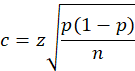 c = z√(p(1 − p)/n)